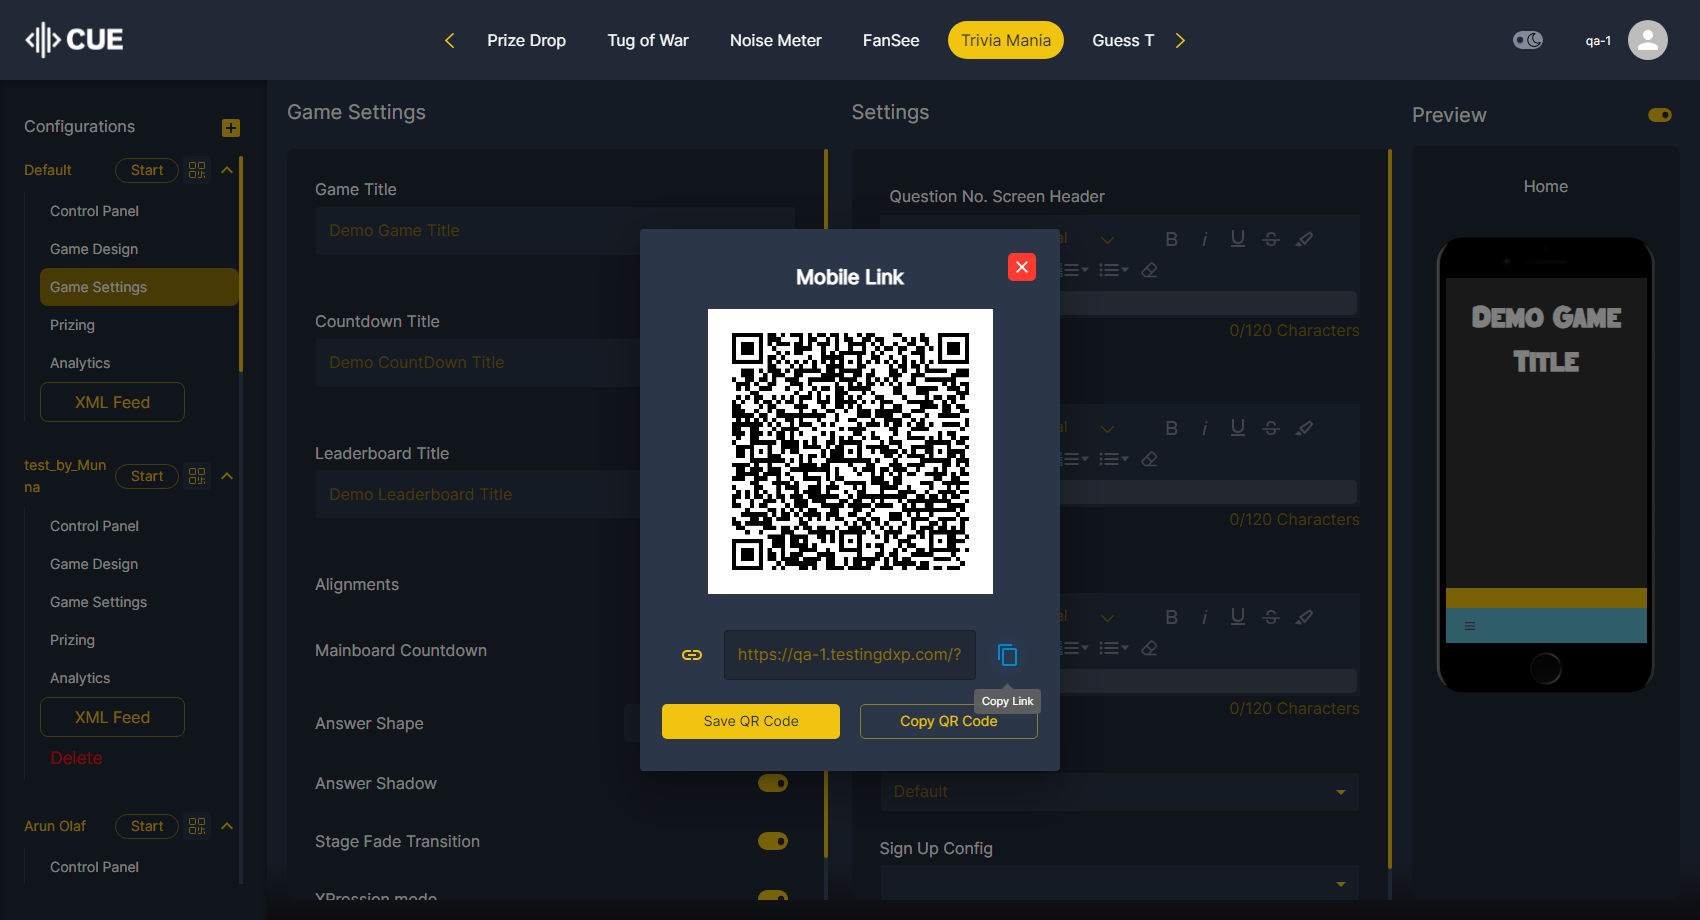 CUE
Prize Drop
Tug of War
Noise Meter
FanSee
Trivia Mania
Guess T
qa-1
Configurations
Default
Start
Control Panel
Game Design
Game Settings
Prizing
Analytics
XML Feed
test_by_Mun
na
Start
Control Panel
Game Design
Game Settings
Prizing
Analytics
XML Feed
Delete
Arun Olaf
Start
Control Panel
Game Settings
Game Title
Demo Game Title
Countdown Title
Demo CountDown Title
Leaderboard Title
Demo Leaderboard Title
Alignments
Mainboard Countdown
Answer Shape
Answer Shadow
Stage Fade Transition
XPression mode
Mobile Link
https://qa-1.testingdxp.com/?
Copy Link
Save QR Code
Copy QR Code
Settings
Question No. Screen Header
0/120 Characters
0/120 Characters
0/120 Characters
Default
Sign Up Config
Preview
Home
Demo Game
Title